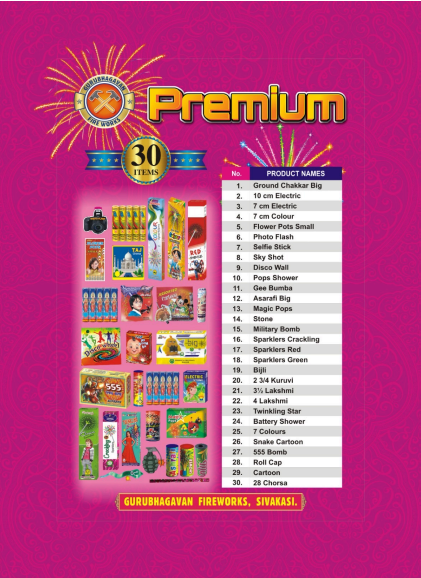 GURUBHAGAVAN
FIRE WORKS
Premium
30
ITEMS
No. PRODUCT NAMES
1. Ground Chakkar Big
2. 10 cm Electric
3. 7 cm Electric
4. 7 cm Colour
5. Flower Pots Small
6. Photo Flash
7. Selfie Stick
8. Sky Shot
9. Disco Wall
10. Pops Shower
11. Gee Bumba
12. Asarafi Big
13. Magic Pops
14. Stone
15. Military Bomb
16. Sparklers Crackling
17. Sparklers Red
18. Sparklers Green
19. Bijli
20. 2 3/4 Kuruvi
21. 3½ Lakshmi
22. 4 Lakshmi
23. Twinkling Star
24. Battery Shower
25. 7 Colours
26. Snake Cartoon
27. 555 Bomb
28. Roll Cap
29. Cartoon
30. 28 Chorsa
TAJ
RED
555
ELECTRIC
GURUBHAGAVAN FIREWORKS, SIVAKASI.